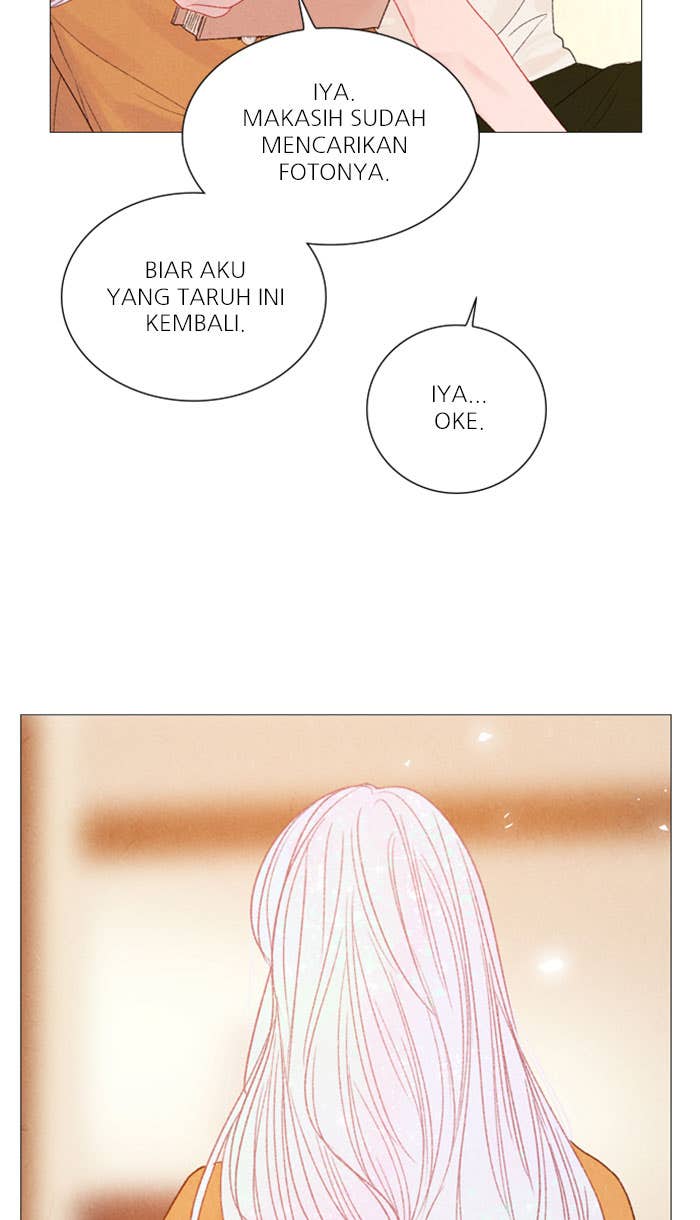 IYA.
MAKASIH SUDAH
MENCARIKAN
FOTONYA.
BIAR AKU
YANG TARUH INI
KEMBALI.
IYA...
OKE.